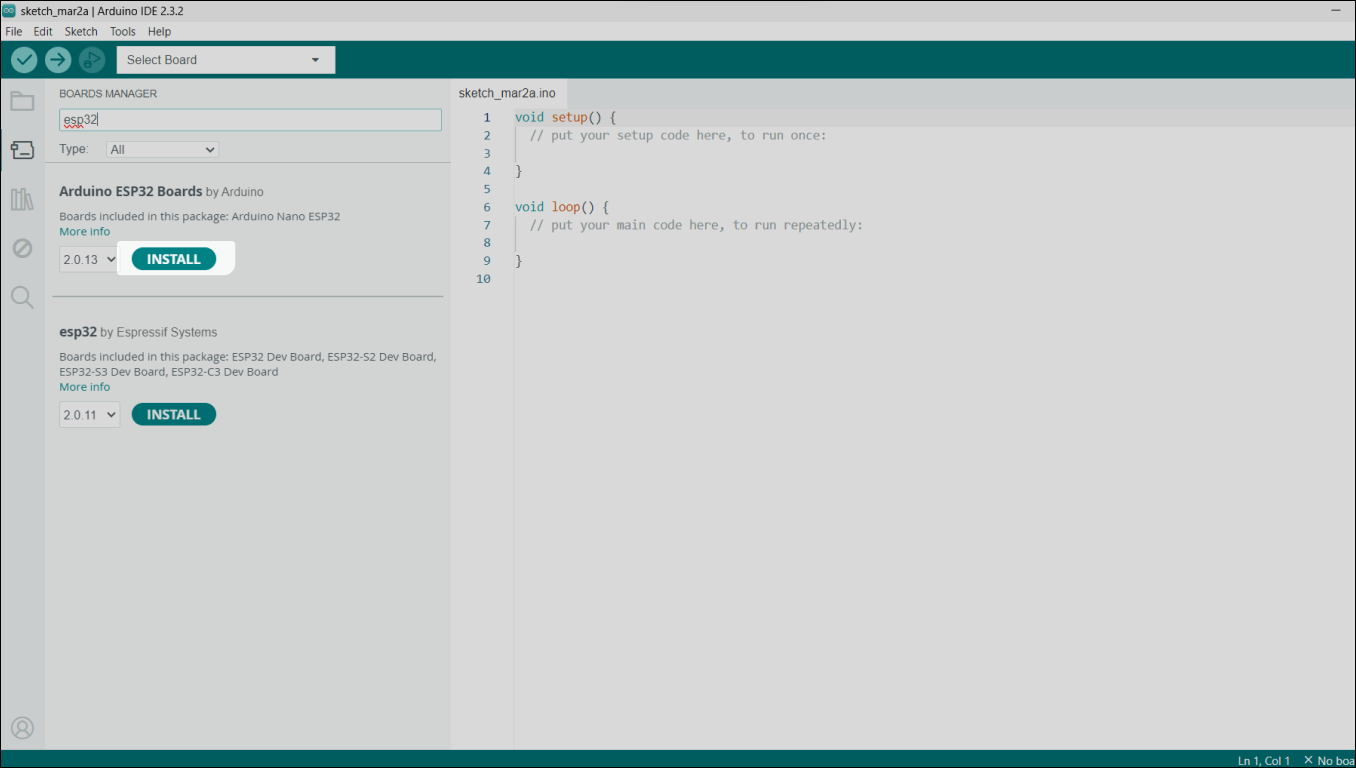 sketch_mar2a | Arduino IDE 2.3.2
File Edit Sketch Tools Help
Select Board
BOARDS MANAGER
esp32
Type: All
Arduino ESP32 Boards by Arduino
Boards included in this package: Arduino Nano ESP32
More info
2.0.13 INSTALL
esp32 by Espressif Systems
Boards included in this package: ESP32 Dev Board, ESP32-S2 Dev Board,
ESP32-S3 Dev Board, ESP32-C3 Dev Board
More info
2.0.11 INSTALL
sketch_mar2a.ino
1 void setup() {
2 // put your setup code here, to run once:
3
4 }
5
6 void loop() {
7 // put your main code here, to run repeatedly:
8
9 }
10
Ln 1, Col 1 × No boa